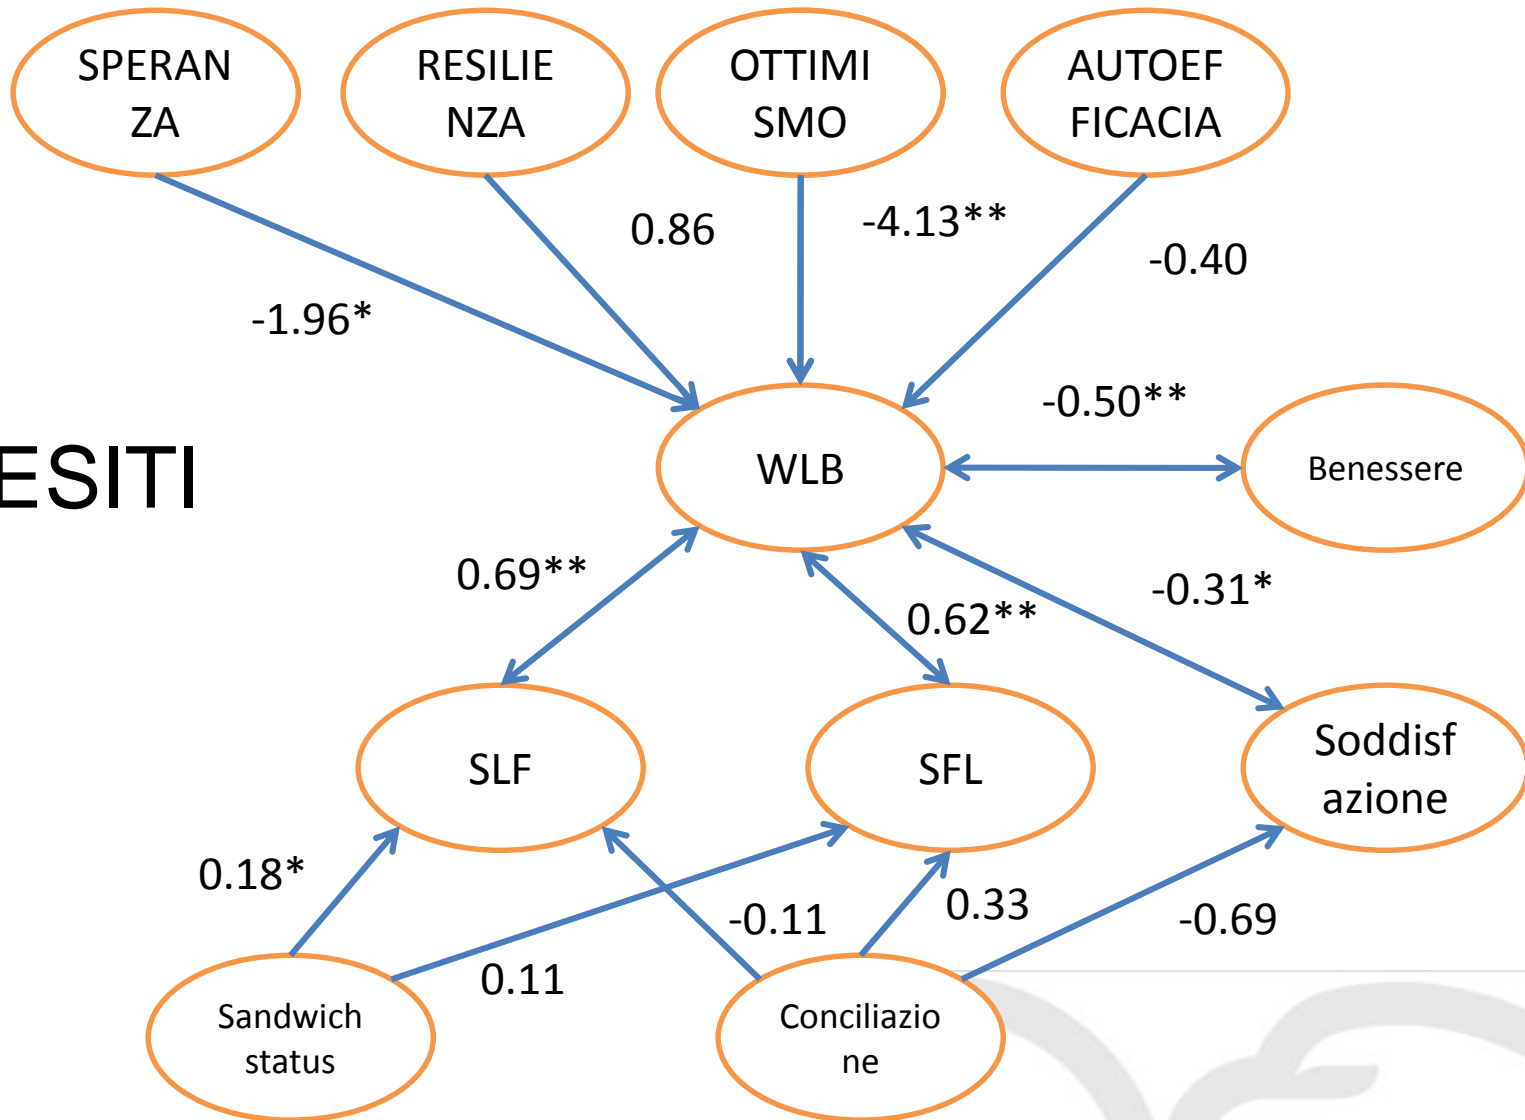 SPERAN
ZA
RESILIE
NZA
OTTIMI
SMO
AUTOEF
FICACIA
0.86
-4.13**
-0.40
-1.96*
-0.50**
ESITI
WLB
Benessere
0.69**
0.62**
-0.31*
SLF
SFL
Soddisf
azione
0.18*
-0.11
0.33
-0.69
0.11
Sandwich
status
Conciliazio
ne